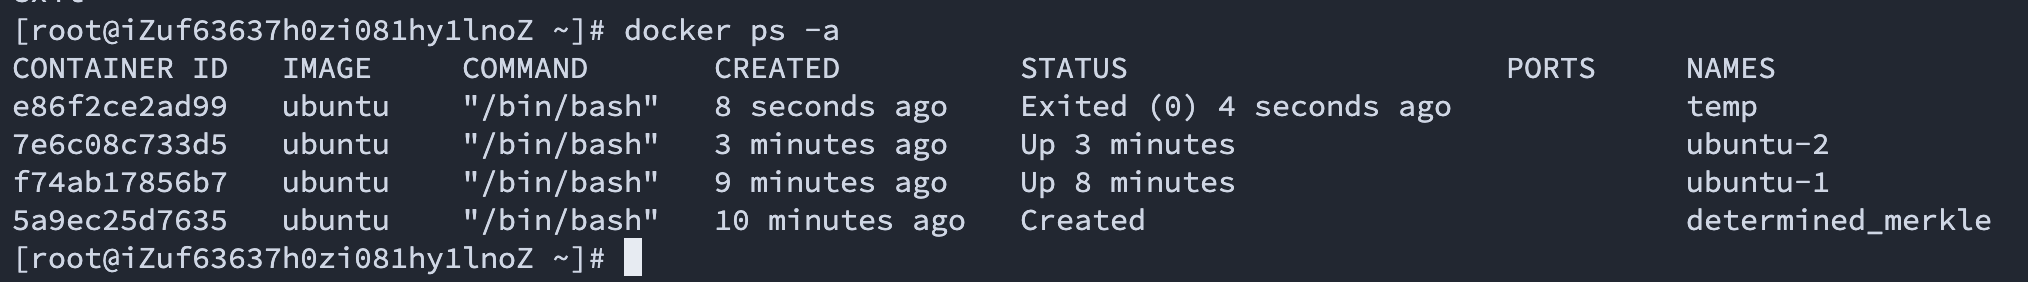 [root@iZuf63637h0zi081hy1lnoZ ~]# docker ps -a
CONTAINER ID   IMAGE     COMMAND       CREATED          STATUS                     PORTS     NAMES
e86f2ce2ad99   ubuntu    "/bin/bash"   8 seconds ago    Exited (0) 4 seconds ago             temp
7e6c08c733d5   ubuntu    "/bin/bash"   3 minutes ago    Up 3 minutes                         ubuntu-2
f74ab17856b7   ubuntu    "/bin/bash"   9 minutes ago    Up 8 minutes                         ubuntu-1
5a9ec25d7635   ubuntu    "/bin/bash"   10 minutes ago   Created                              determined_merkle
[root@iZuf63637h0zi081hy1lnoZ ~]#